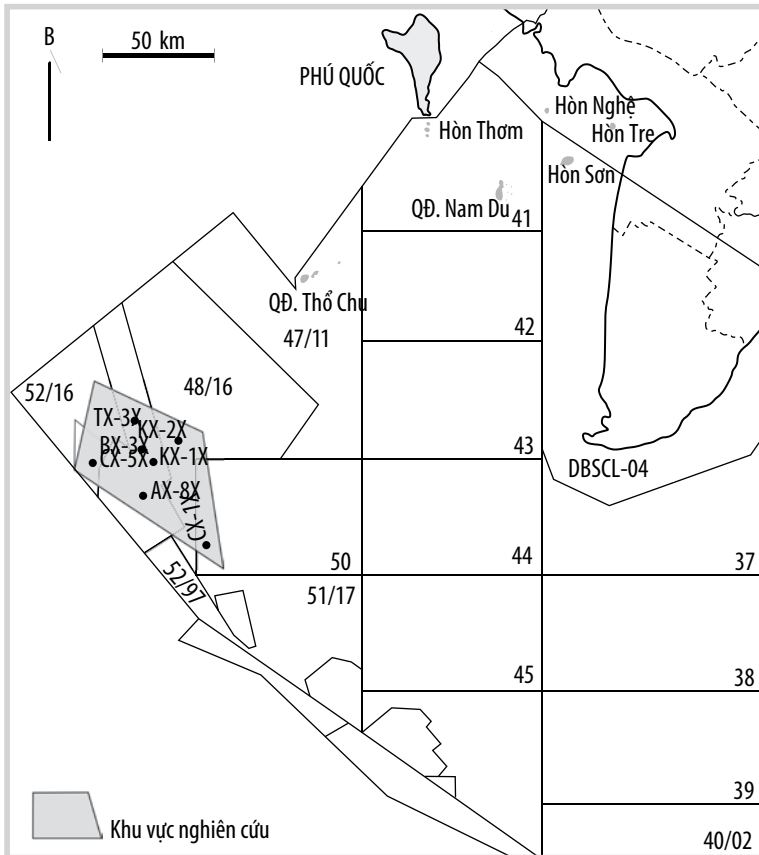 B
50 km
PHÚ QUỐC
Hòn Nghệ
Hòn Thơm
Hòn Tre
Hòn Sơn
QĐ. Nam Du
41
QĐ. Thổ Chu
47/11
42
52/16
48/16
TX-3X
KX-2X
BX-3X
CX-5X
KX-1X
43
DBSCL-04
AX-8X
CX-1X
50
44
37
52/97
51/17
45
38
39
Khu vực nghiên cứu
40/02